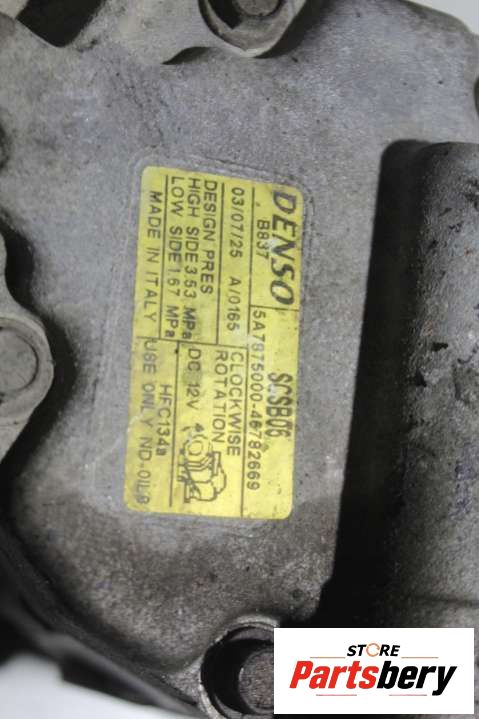 DENSO SCSB06
B837 5A7875000-46782669
03/07/25 A/0165 CLOCKWISE
ROTATION
DESIGN PRES
HIGH SIDE 3.53 MPa DC 12V
LOW SIDE 1.67 MPa HFC134a
MADE IN ITALY USE ONLY ND-OIL8
STORE
Partsbery